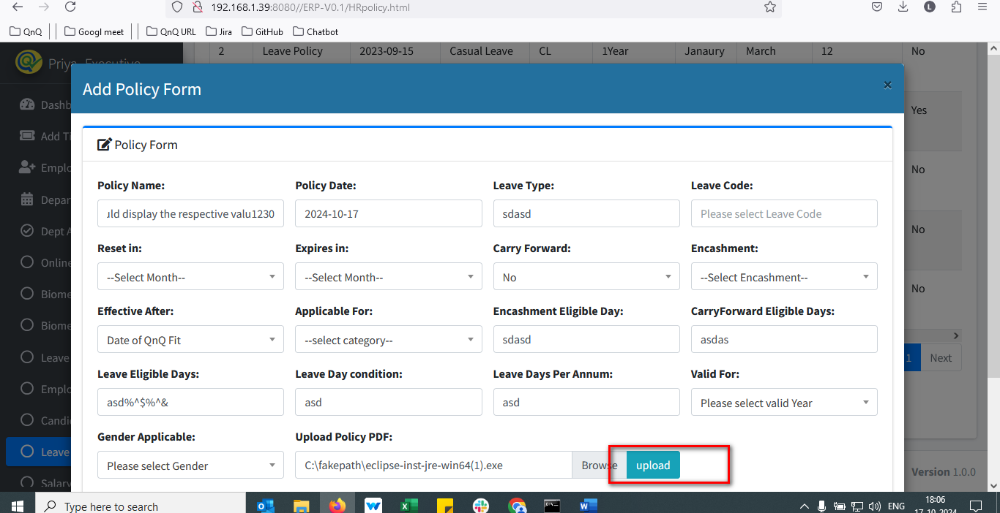 192.168.1.39:8080//ERP-V0.1/HRpolicy.html
L
QnQ
Googl meet
QnQ URL
Jira
GitHub
Chatbot
2 Leave Policy 2023-09-15 Casual Leave CL 1Year Janaury March 12 No
Priya Executive
Add Policy Form ×
Dashb
Yes
Add Ti
Policy Form
Emplo
No
Policy Name: Policy Date: Leave Type: Leave Code:
Depar
uld display the respective valu1230 2024-10-17 sdasd Please select Leave Code
Dept A
No
Reset in: Expires in: Carry Forward: Encashment:
Online
--Select Month-- --Select Month-- No --Select Encashment--
Biome
No
Effective After: Applicable For: Encashment Eligible Day: CarryForward Eligible Days:
Biome
Date of QnQ Fit --select category-- sdasd asdas
Leave
1 Next
Leave Eligible Days: Leave Day condition: Leave Days Per Annum: Valid For:
Emplo
asd%^$%^& asd asd Please select valid Year
Candi
Gender Applicable: Upload Policy PDF:
Leave
Please select Gender C:\fakepath\eclipse-inst-jre-win64(1).exe Browse upload
Version 1.0.0
Salary
Type here to search
ENG
18:06
17-10-2024